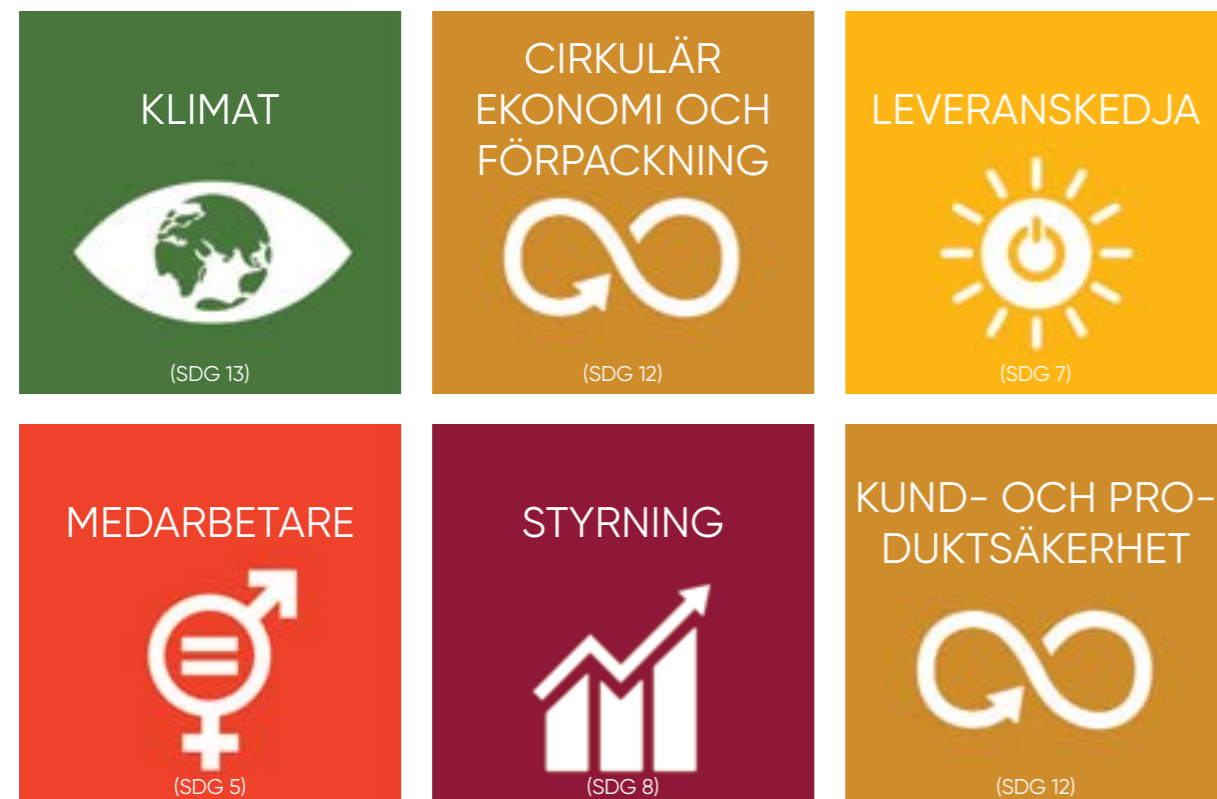 KLIMAT
(SDG 13)
CIRKULÄR
EKONOMI OCH
FÖRPACKNING
(SDG 12)
LEVERANSKEDJA
(SDG 7)
MEDARBETARE
(SDG 5)
STYRNING
(SDG 8)
KUND- OCH PRO-
DUKTSÄKERHET
(SDG 12)